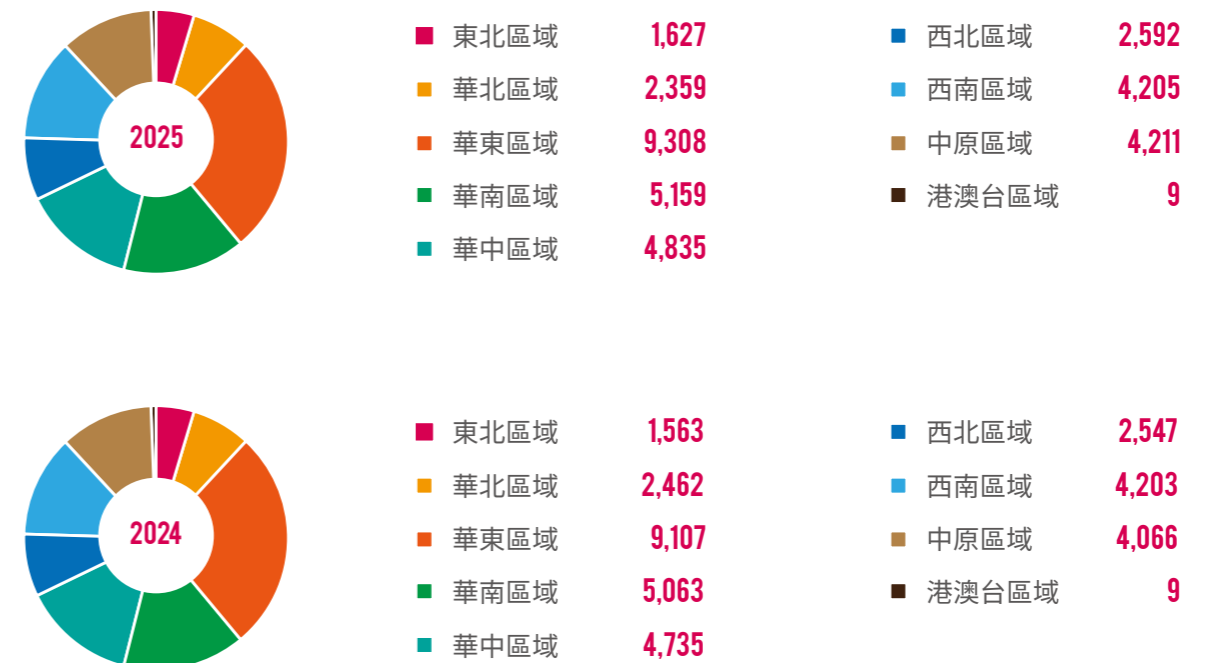 2025
東北區域 1,627
華北區域 2,359
華東區域 9,308
華南區域 5,159
華中區域 4,835
西北區域 2,592
西南區域 4,205
中原區域 4,211
港澳台區域 9
2024
東北區域 1,563
華北區域 2,462
華東區域 9,107
華南區域 5,063
華中區域 4,735
西北區域 2,547
西南區域 4,203
中原區域 4,066
港澳台區域 9